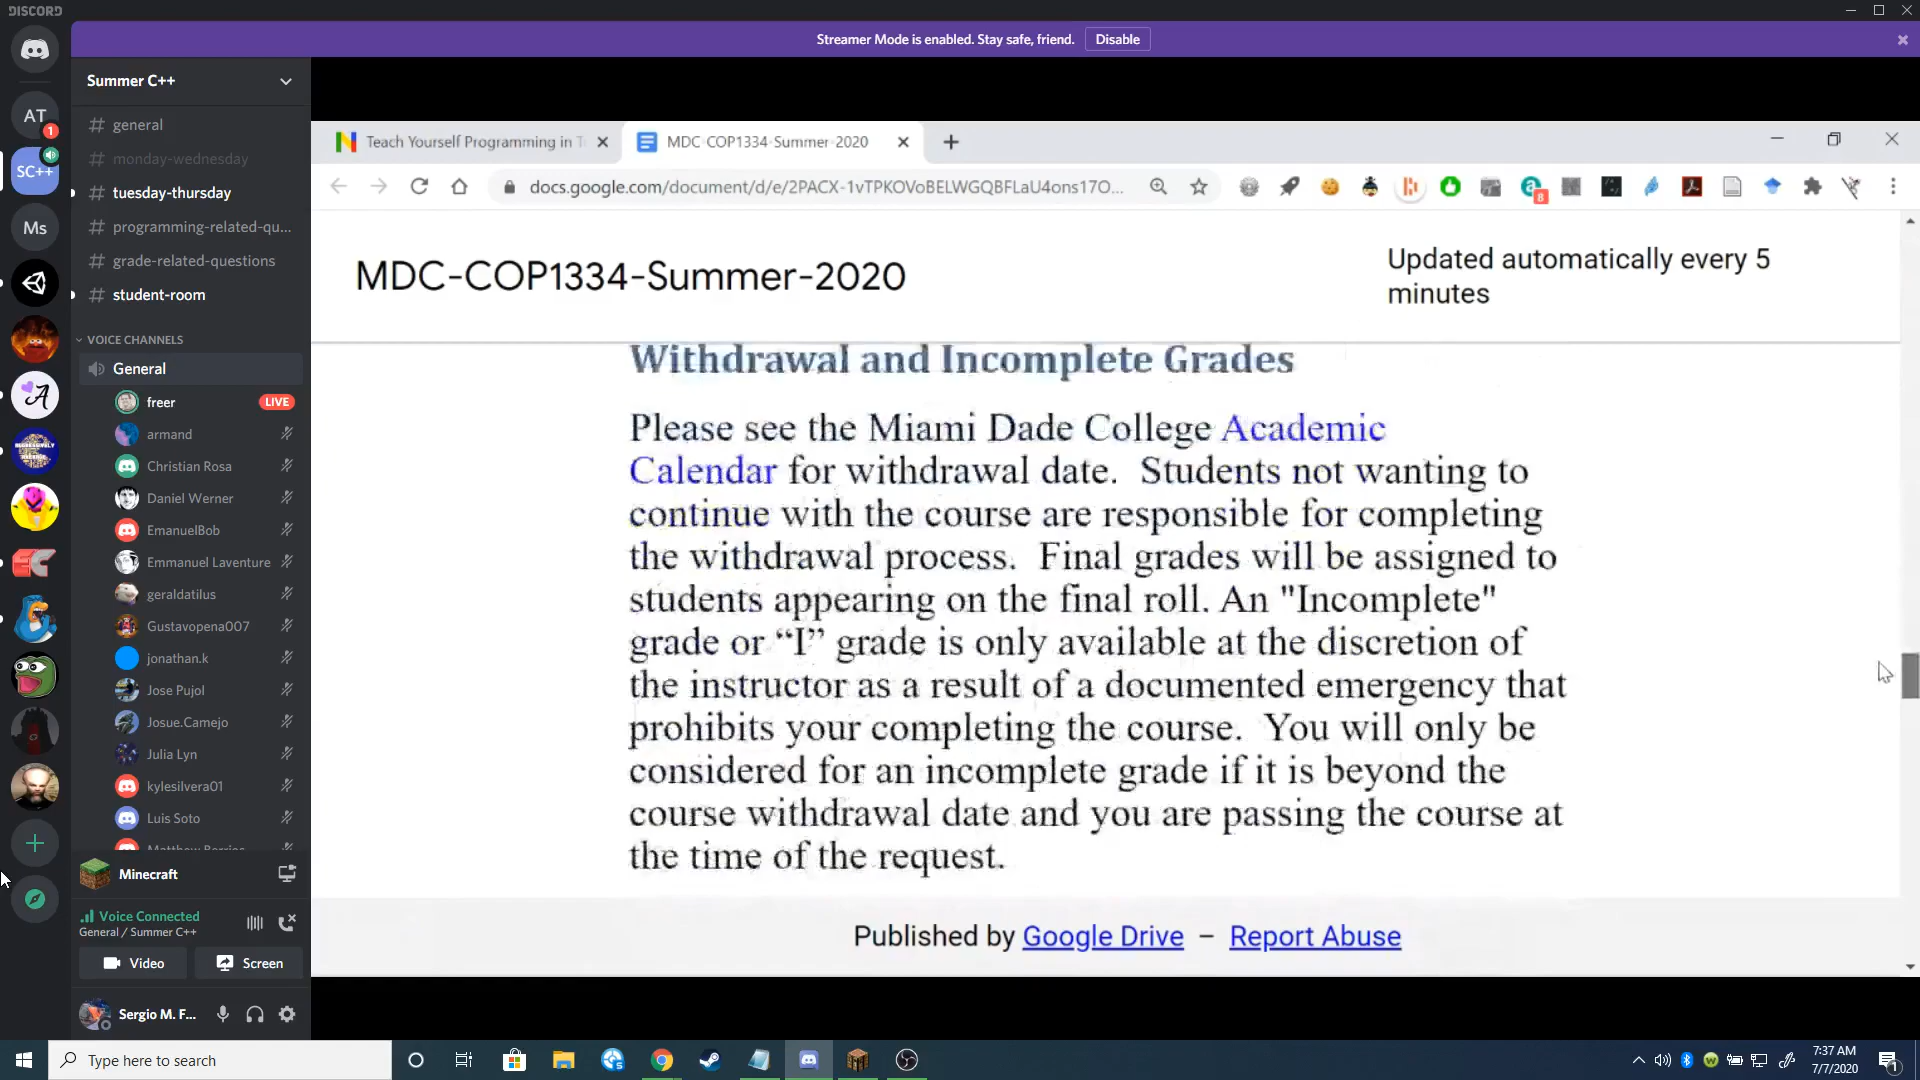 DISCORD
Streamer Mode is enabled. Stay safe, friend.
Disable
Summer C++
general
monday-wednesday
tuesday-thursday
programming-related-qu...
grade-related-questions
student-room
VOICE CHANNELS
General
freer
LIVE
armand
Christian Rosa
Daniel Werner
EmanuelBob
Emmanuel Laventure
geraldatilus
Gustavopena007
jonathan.k
Jose Pujol
Josue.Camejo
Julia Lyn
kylesilvera01
Luis Soto
Minecraft
Voice Connected
General / Summer C++
Video
Screen
Sergio M. F...
AT
1
SC++
Ms
Teach Yourself Programming in T
MDC-COP1334-Summer-2020
docs.google.com/document/d/e/2PACX-1vTPKOVoBELWGQBFLaU4ons17O...
8
MDC-COP1334-Summer-2020
Updated automatically every 5
minutes
Withdrawal and Incomplete Grades
Please see the Miami Dade College Academic
Calendar for withdrawal date.  Students not wanting to
continue with the course are responsible for completing
the withdrawal process.  Final grades will be assigned to
students appearing on the final roll. An "Incomplete"
grade or “I” grade is only available at the discretion of
the instructor as a result of a documented emergency that
prohibits your completing the course.  You will only be
considered for an incomplete grade if it is beyond the
course withdrawal date and you are passing the course at
the time of the request.
Published by Google Drive – Report Abuse
Type here to search
7:37 AM
7/7/2020
1